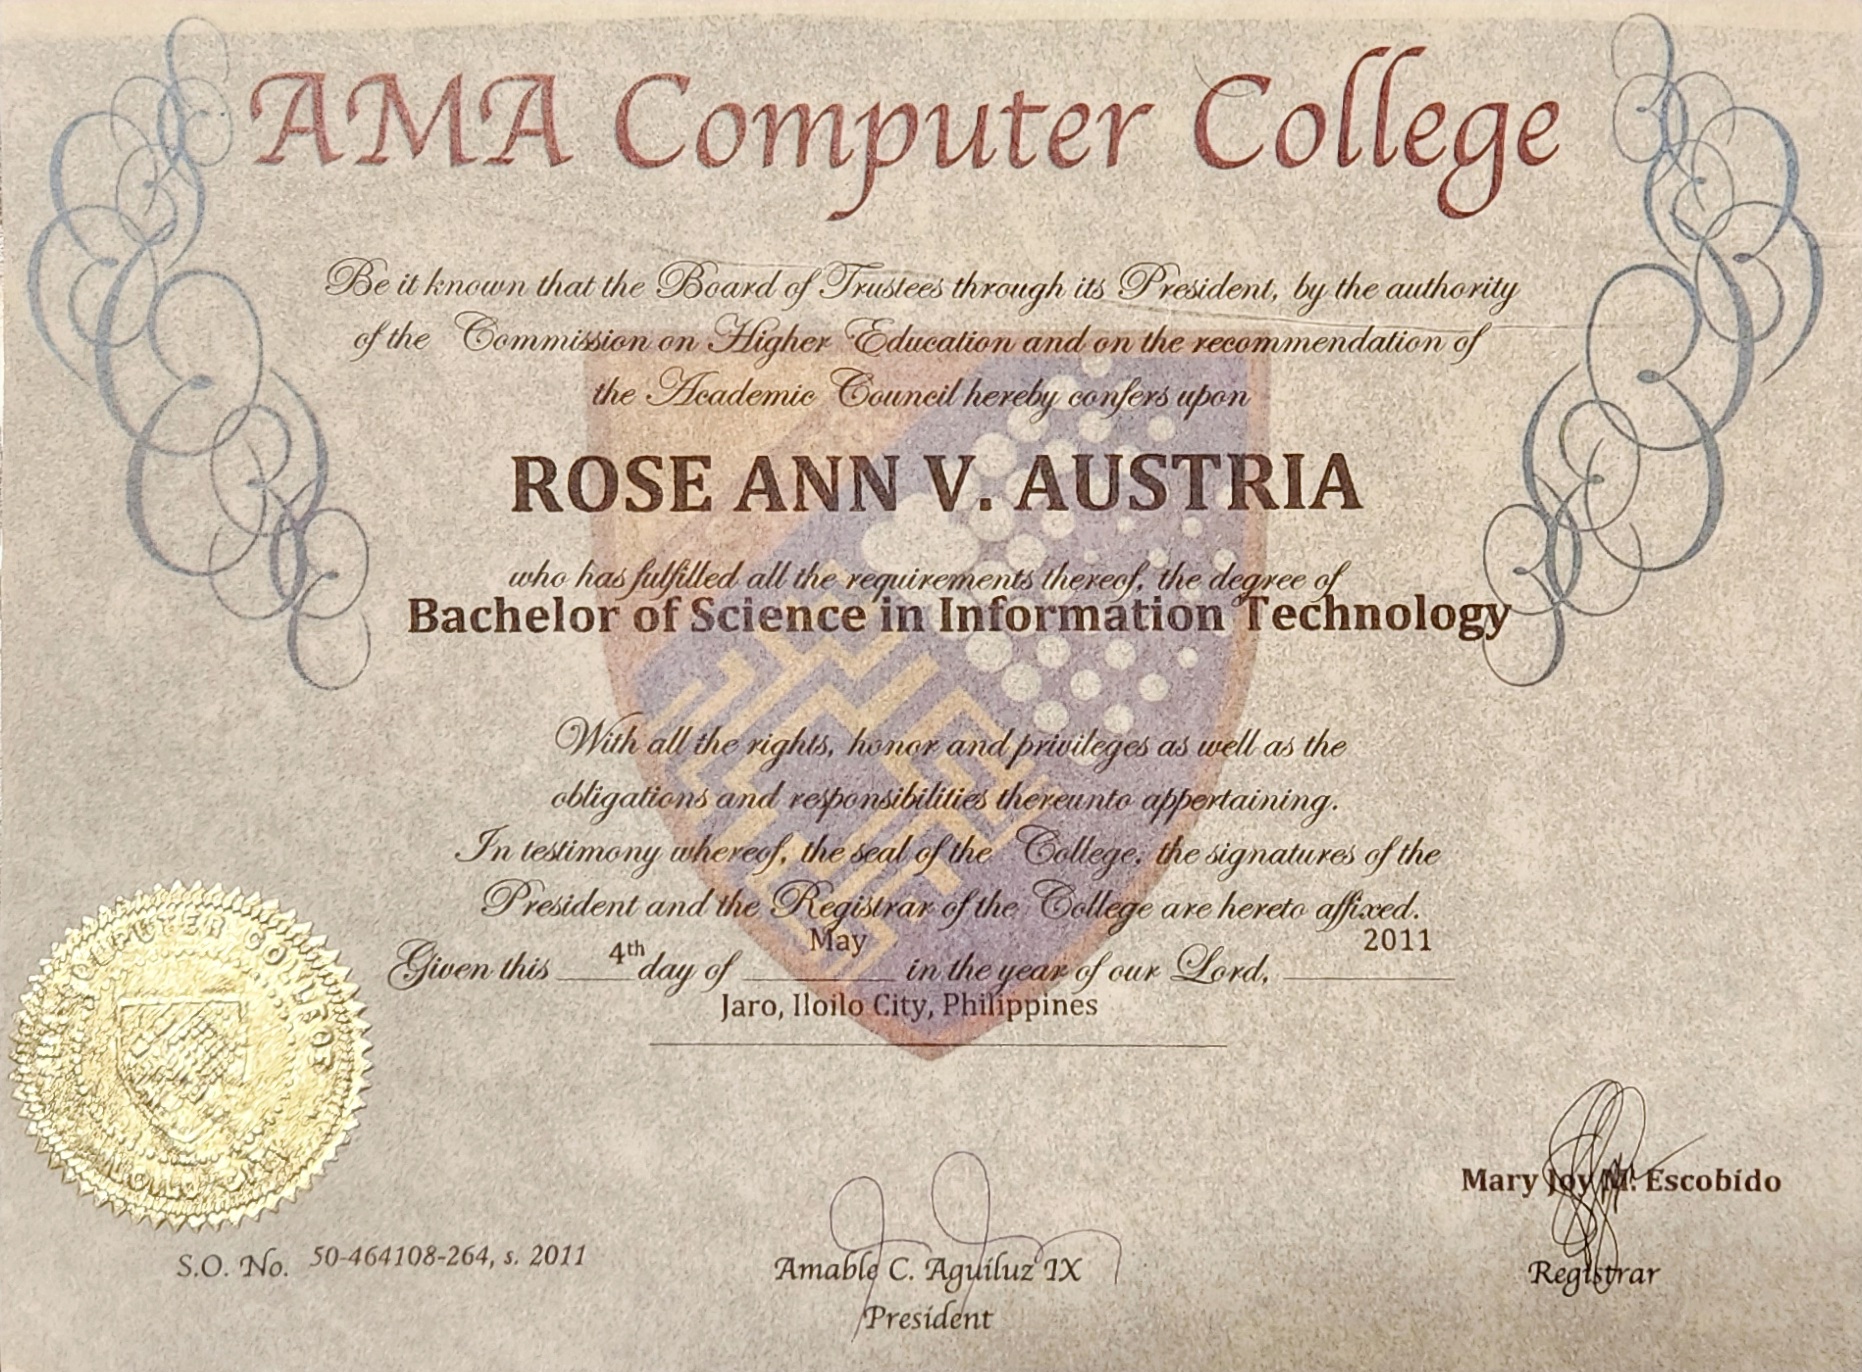 AMA Computer College
Be it known that the Board of Trustees through its President, by the authority
of the Commission on Higher Education and on the recommendation of
the Academic Council hereby confers upon
ROSE ANN V. AUSTRIA
who has fulfilled all the requirements thereof, the degree of
Bachelor of Science in Information Technology
With all the rights, honor and privileges as well as the
obligations and responsibilities thereunto appertaining.
In testimony whereof, the seal of the College, the signatures of the
President and the Registrar of the College are hereto affixed.
Given this 4th day of May in the year of our Lord, 2011
Jaro, Iloilo City, Philippines
COMPUTER COLLEGE
Mary Joy M. Escobido
Registrar
S.O. No. 50-464108-264, s. 2011
Amable C. Aguiluz IX
President